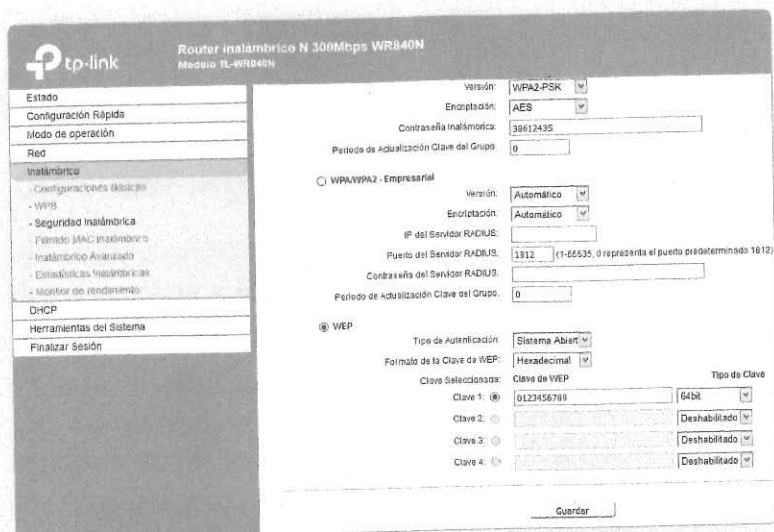 tp-link
Router inalámbrico N 300Mbps WR840N
Modelo TL-WR840N
Estado
Configuración Rápida
Modo de operación
Red
Inalámbrico
- Configuraciones Básicas
- WPS
- Seguridad Inalámbrica
- Filtrado MAC Inalámbrico
- Inalámbrico Avanzado
- Estadísticas Inalámbricas
- Monitor de rendimiento
DHCP
Herramientas del Sistema
Finalizar Sesión
Versión: WPA2-PSK
Encriptación: AES
Contraseña Inalámbrica: 38612435
Periodo de Actualización Clave del Grupo: 0
WPA/WPA2 - Empresarial
Versión: Automático
Encriptación: Automático
IP del Servidor RADIUS:
Puerto del Servidor RADIUS: 1812 (1-65535, 0 representa el puerto predeterminado 1812)
Contraseña del Servidor RADIUS:
Periodo de Actualización Clave del Grupo: 0
WEP
Tipo de Autenticación: Sistema Abiert
Formato de la Clave de WEP: Hexadecimal
Clave Seleccionada: Clave de WEP Tipo de Clave
Clave 1: 0123456789 64bit
Clave 2: Deshabilitado
Clave 3: Deshabilitado
Clave 4: Deshabilitado
Guardar